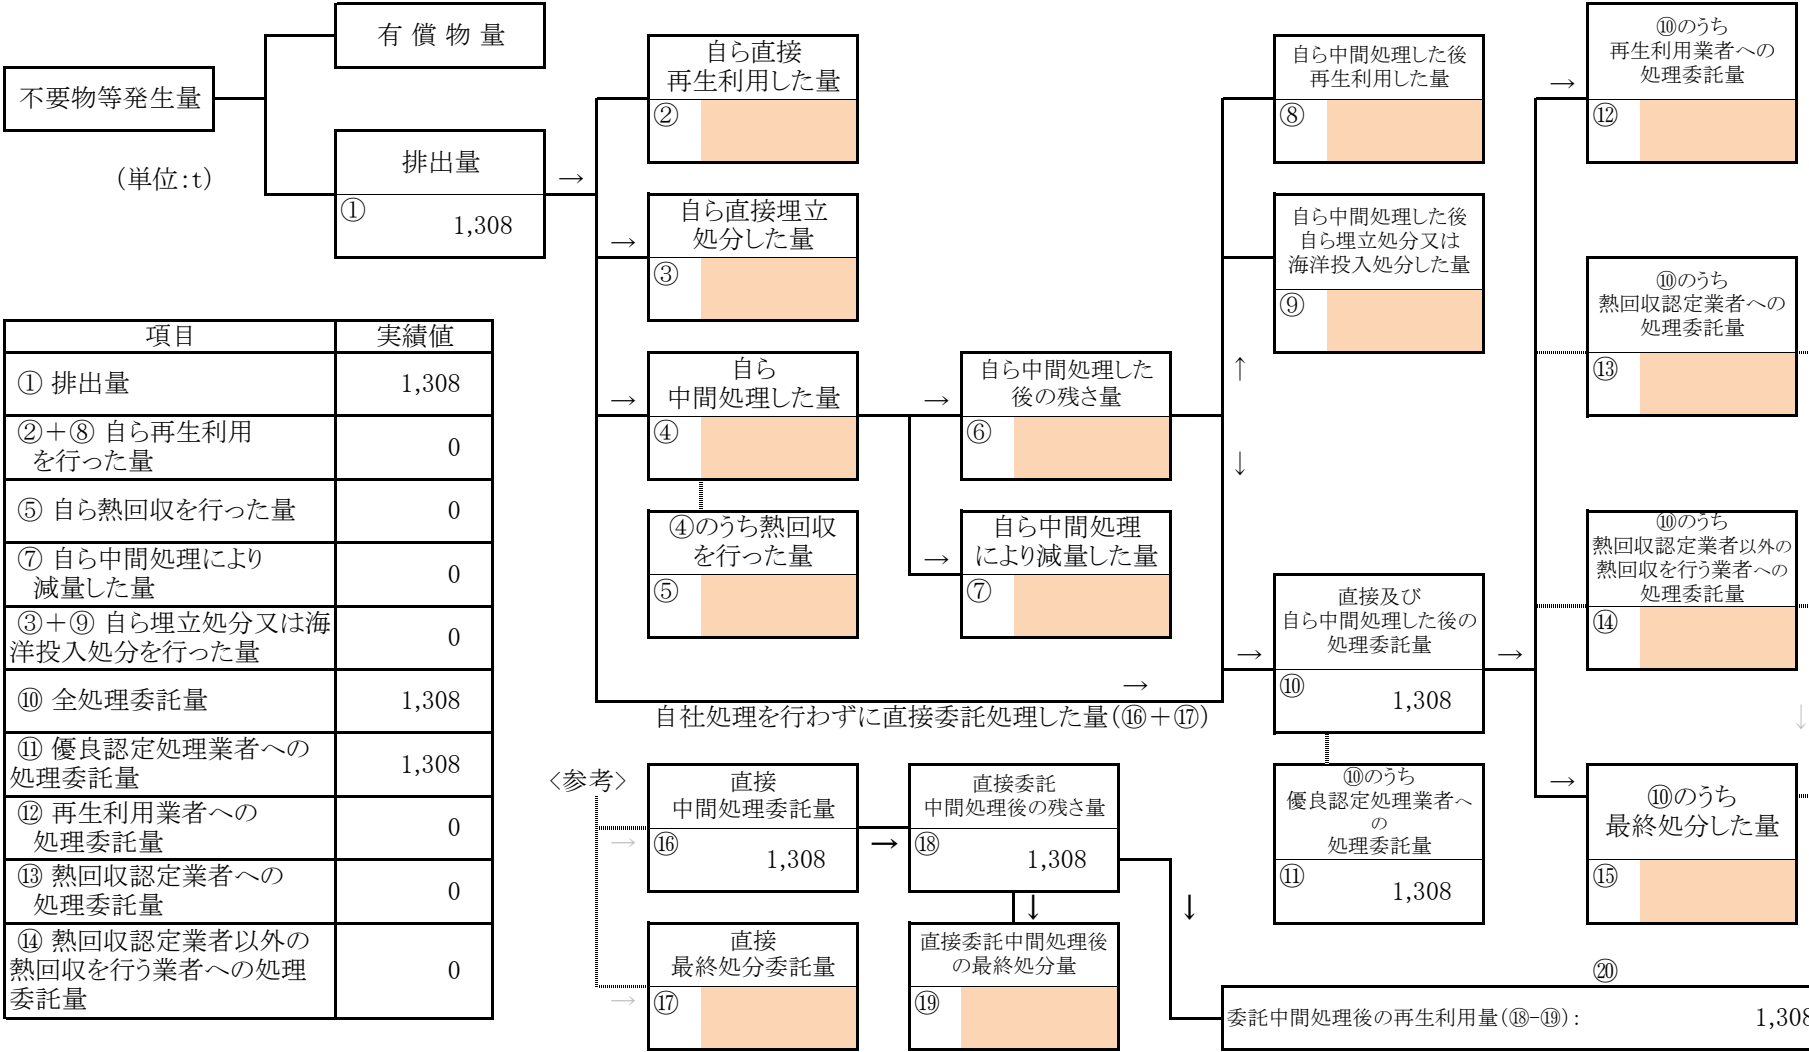 不要物等発生量
(単位:t)
有 償 物 量
排出量
①
1,308
→
自ら直接
再生利用した量
②
→
自ら直接埋立
処分した量
③
→
自ら
中間処理した量
④
④のうち熱回収
を行った量
⑤
→
自ら中間処理した
後の残さ量
⑥
→
自ら中間処理
により減量した量
⑦
↑
↓
自ら中間処理した後
再生利用した量
⑧
自ら中間処理した後
自ら埋立処分又は
海洋投入処分した量
⑨
→
直接及び
自ら中間処理した後の
処理委託量
⑩
1,308
⑩のうち
優良認定処理業者へ
の
処理委託量
⑪
1,308
→
→
⑩のうち
再生利用業者への
処理委託量
⑫
⑩のうち
熱回収認定業者への
処理委託量
⑬
⑩のうち
熱回収認定業者以外の
熱回収を行う業者への
処理委託量
⑭
↓
→
⑩のうち
最終処分した量
⑮
→
自社処理を行わずに直接委託処理した量(⑯+⑰)
<参考>
→
直接
中間処理委託量
⑯
1,308
→
直接委託
中間処理後の残さ量
⑱
1,308
↓
↓
→
直接
最終処分委託量
⑰
直接委託中間処理後
の最終処分量
⑲
⑳
委託中間処理後の再生利用量(⑱-⑲):
1,308
項目 実績値
① 排出量 1,308
②+⑧ 自ら再生利用
を行った量 0
⑤ 自ら熱回収を行った量 0
⑦ 自ら中間処理により
減量した量 0
③+⑨ 自ら埋立処分又は海
洋投入処分を行った量 0
⑩ 全処理委託量 1,308
⑪ 優良認定処理業者への
処理委託量 1,308
⑫ 再生利用業者への
処理委託量 0
⑬ 熱回収認定業者への
処理委託量 0
⑭ 熱回収認定業者以外の
熱回収を行う業者への処理
委託量 0